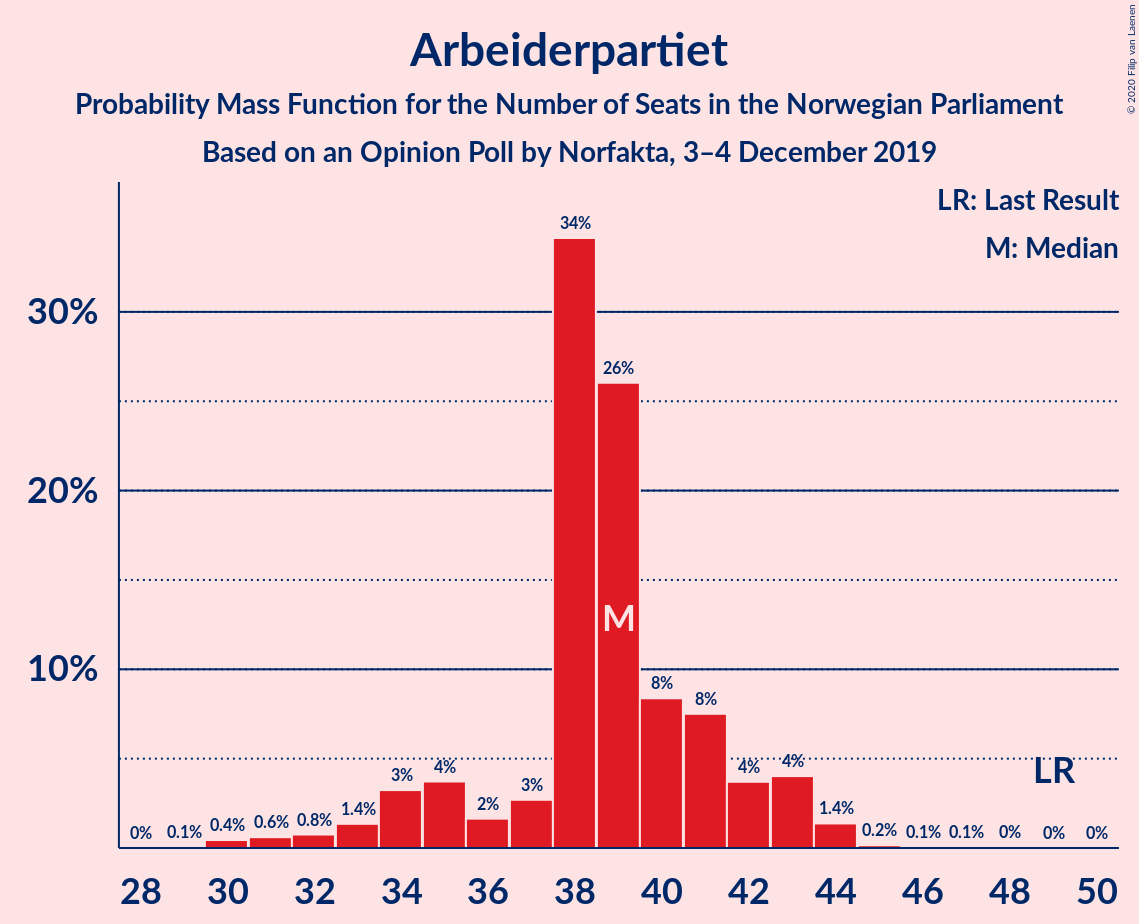 Arbeiderpartiet
Probability Mass Function for the Number of Seats in the Norwegian Parliament
Based on an Opinion Poll by Norfakta, 3–4 December 2019
© 2020 Filip van Laenen
LR: Last Result
M: Median
34%
30%
26%
20%
M
10%
8%
8%
LR
0%
0.1%
0.4%
0.6%
0.8%
1.4%
3%
4%
2%
3%
4%
4%
1.4%
0.2%
0.1%
0.1%
0%
0%
0%
28 30 32 34 36 38 40 42 44 46 48 50